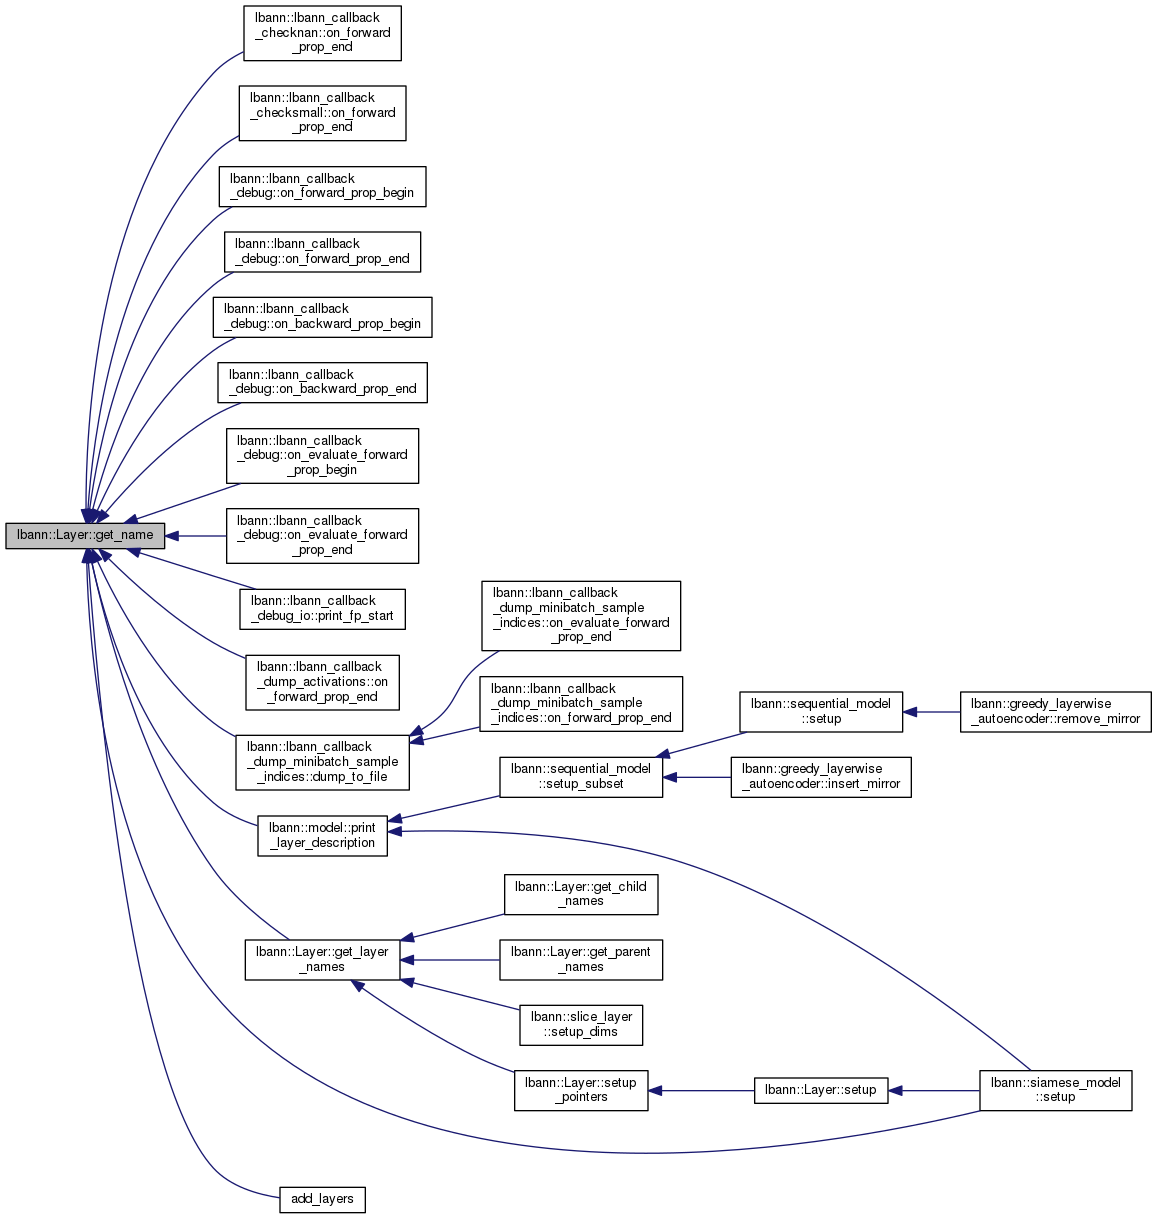 lbann::lbann_callback
_checknan::on_forward
_prop_end
lbann::lbann_callback
_checksmall::on_forward
_prop_end
lbann::lbann_callback
_debug::on_forward_prop_begin
lbann::lbann_callback
_debug::on_forward_prop_end
lbann::lbann_callback
_debug::on_backward_prop_begin
lbann::lbann_callback
_debug::on_backward_prop_end
lbann::lbann_callback
_debug::on_evaluate_forward
_prop_begin
lbann::Layer::get_name
lbann::lbann_callback
_debug::on_evaluate_forward
_prop_end
lbann::lbann_callback
_debug_io::print_fp_start
lbann::lbann_callback
_dump_activations::on
_forward_prop_end
lbann::lbann_callback
_dump_minibatch_sample
_indices::dump_to_file
lbann::lbann_callback
_dump_minibatch_sample
_indices::on_evaluate_forward
_prop_end
lbann::lbann_callback
_dump_minibatch_sample
_indices::on_forward_prop_end
lbann::model::print
_layer_description
lbann::sequential_model
::setup_subset
lbann::sequential_model
::setup
lbann::greedy_layerwise
_autoencoder::remove_mirror
lbann::greedy_layerwise
_autoencoder::insert_mirror
lbann::Layer::get_layer
_names
lbann::Layer::get_child
_names
lbann::Layer::get_parent
_names
lbann::slice_layer
::setup_dims
lbann::Layer::setup
_pointers
lbann::Layer::setup
lbann::siamese_model
::setup
add_layers